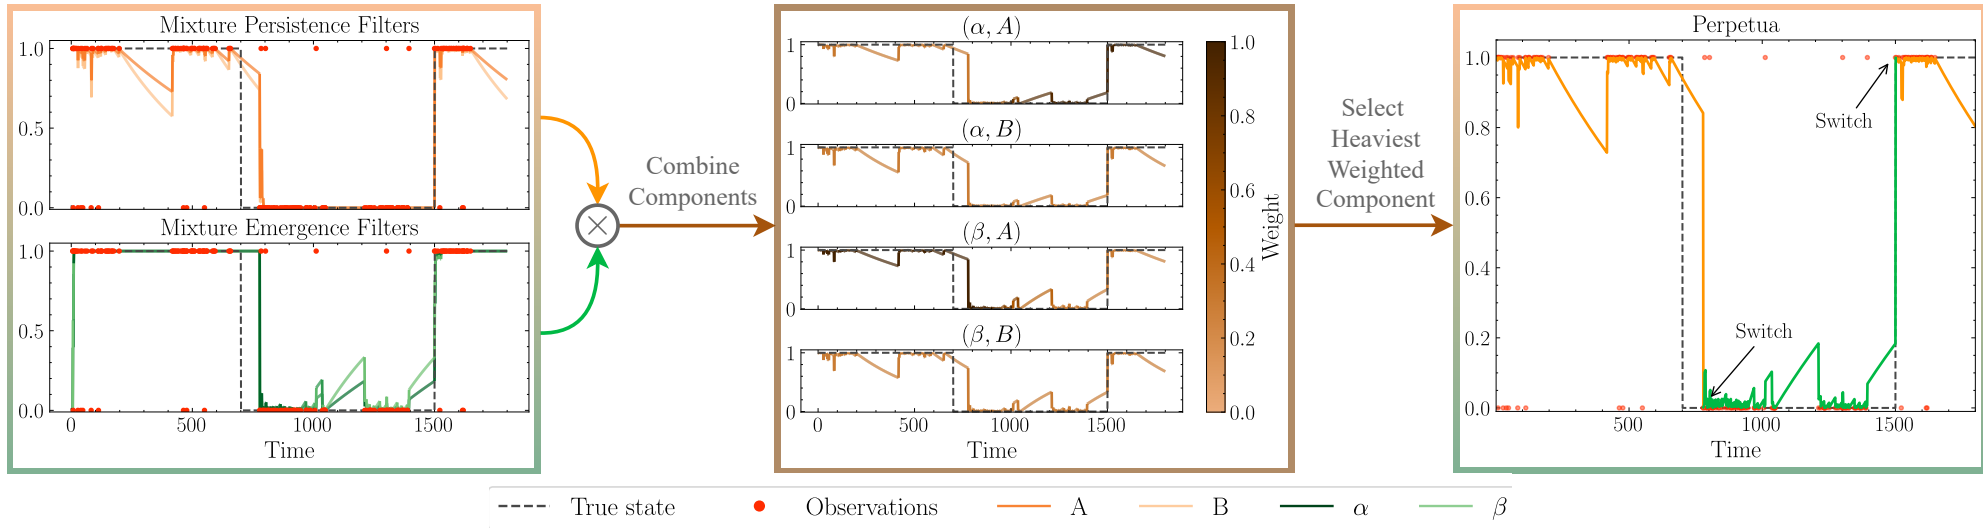 Mixture Persistence Filters
1.0
0.5
0.0
Mixture Emergence Filters
1.0
0.5
0.0
0 500 1000 1500
Time
Combine
Components
(α, A)
1
0
(α, B)
1
0
(β, A)
1
0
(β, B)
1
0
0 500 1000 1500
Time
1.0
0.8
0.6
0.4
0.2
0.0
Weight
Select
Heaviest
Weighted
Component
Perpetua
1.0
0.8
0.6
0.4
0.2
0.0
Switch
Switch
500 1000 1500
Time
True state Observations A B α β